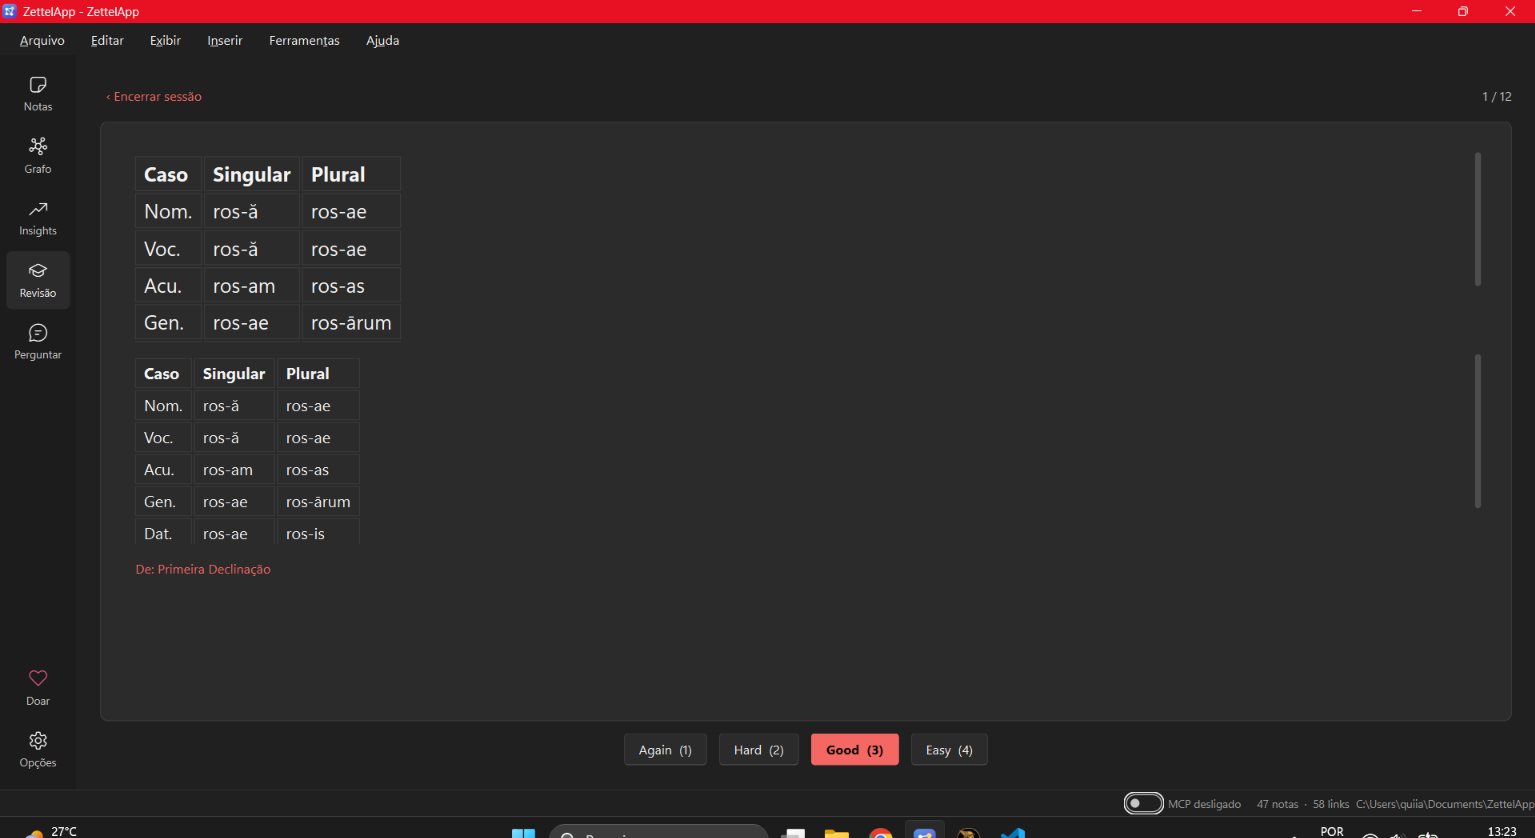 ZettelApp - ZettelApp
Arquivo Editar Exibir Inserir Ferramentas Ajuda
Notas
Grafo
Insights
Revisão
Perguntar
Doar
Opções
‹ Encerrar sessão
1 / 12
Caso Singular Plural
Nom. ros-ă ros-ae
Voc. ros-ă ros-ae
Acu. ros-am ros-as
Gen. ros-ae ros-ārum
Caso Singular Plural
Nom. ros-ă ros-ae
Voc. ros-ă ros-ae
Acu. ros-am ros-as
Gen. ros-ae ros-ārum
Dat. ros-ae ros-is
De: Primeira Declinação
Again (1) Hard (2) Good (3) Easy (4)
MCP desligado 47 notas · 58 links C:\Users\quiia\Documents\ZettelApp
27°C
POR
13:23